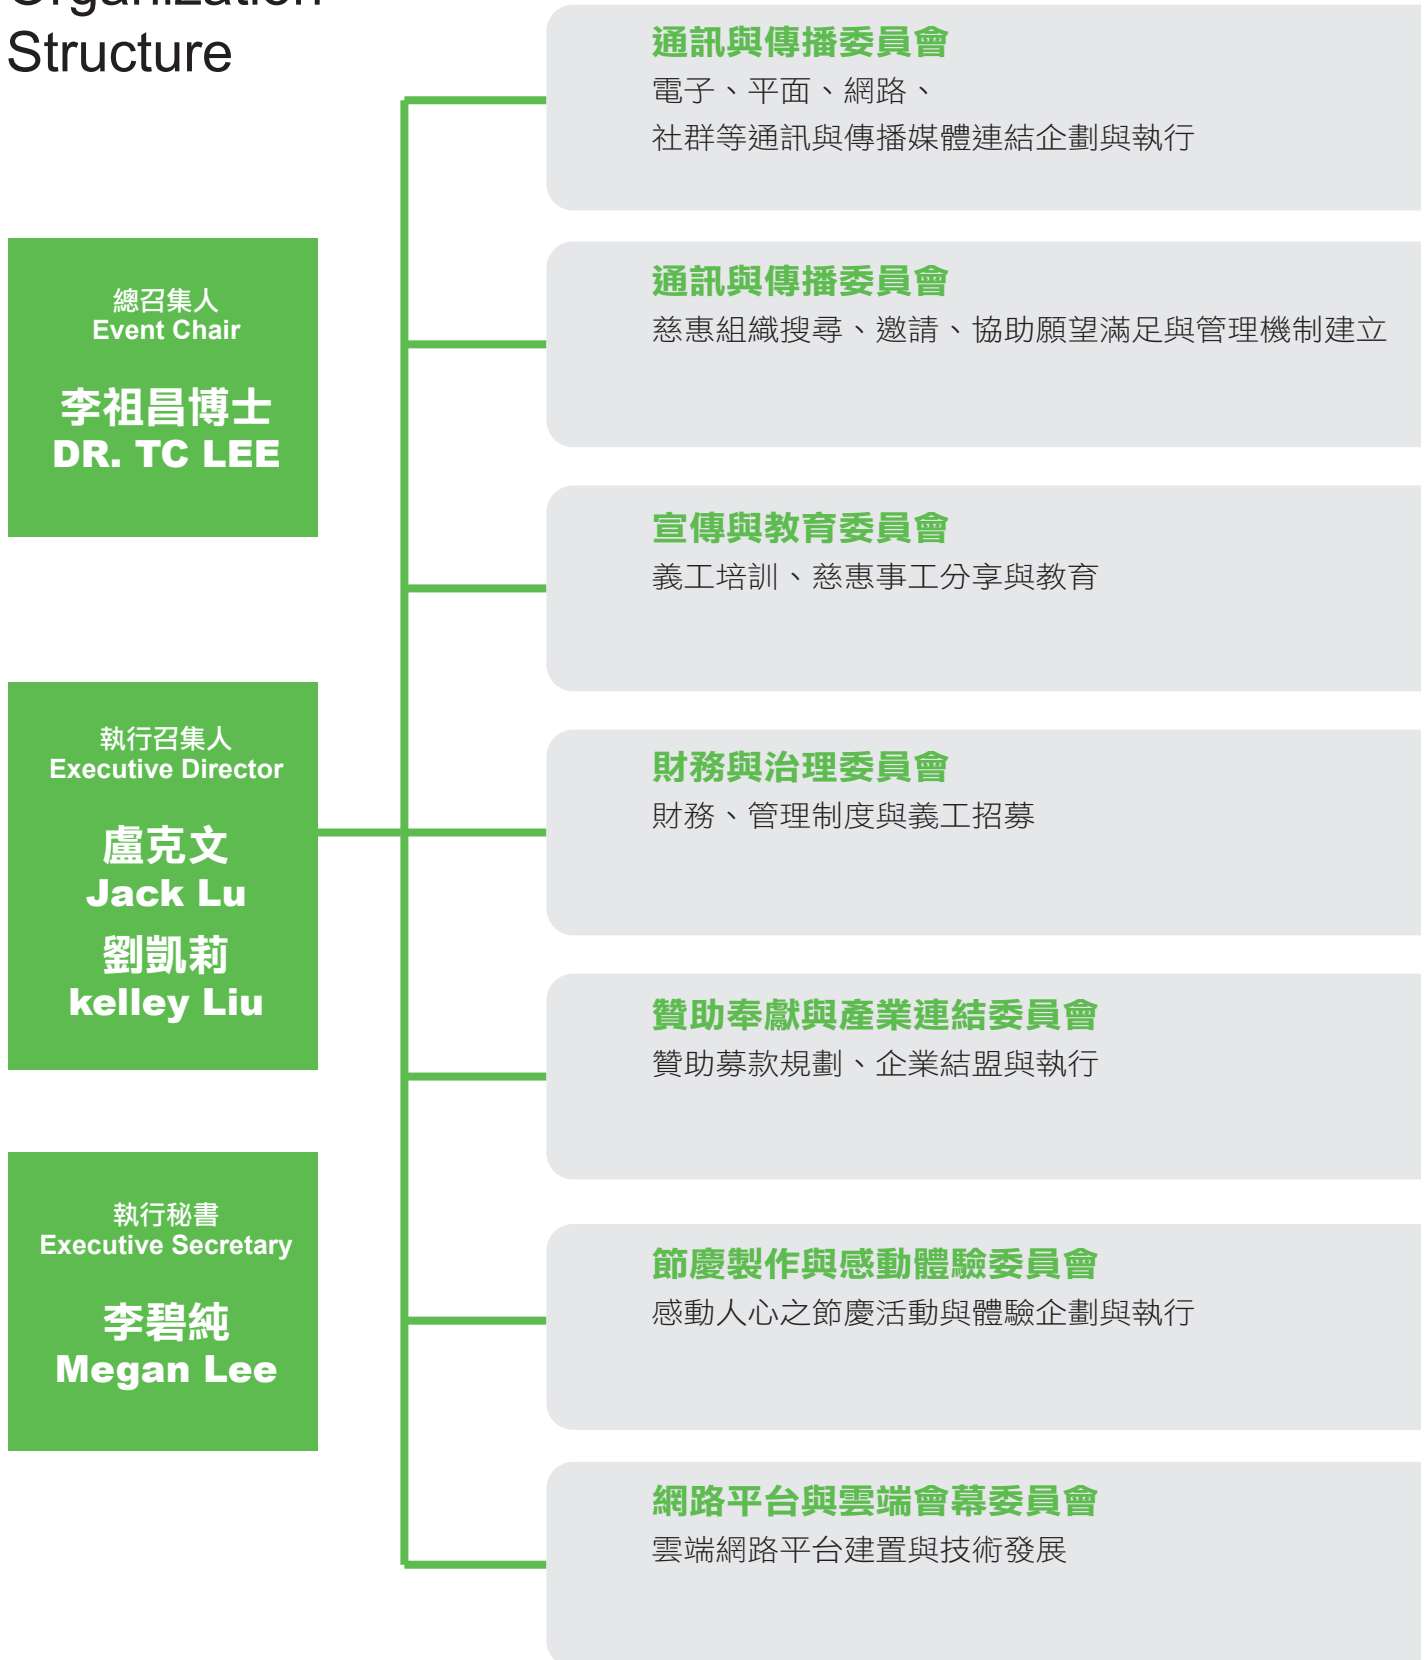 Organization
Structure
總召集人
Event Chair
李祖昌博士
DR. TC LEE
執行召集人
Executive Director
盧克文
Jack Lu
劉凱莉
kelley Liu
執行秘書
Executive Secretary
李碧純
Megan Lee
通訊與傳播委員會
電子、平面、網路、
社群等通訊與傳播媒體連結企劃與執行
通訊與傳播委員會
慈惠組織搜尋、邀請、協助願望滿足與管理機制建立
宣傳與教育委員會
義工培訓、慈惠事工分享與教育
財務與治理委員會
財務、管理制度與義工招募
贊助奉獻與產業連結委員會
贊助募款規劃、企業結盟與執行
節慶製作與感動體驗委員會
感動人心之節慶活動與體驗企劃與執行
網路平台與雲端會幕委員會
雲端網路平台建置與技術發展